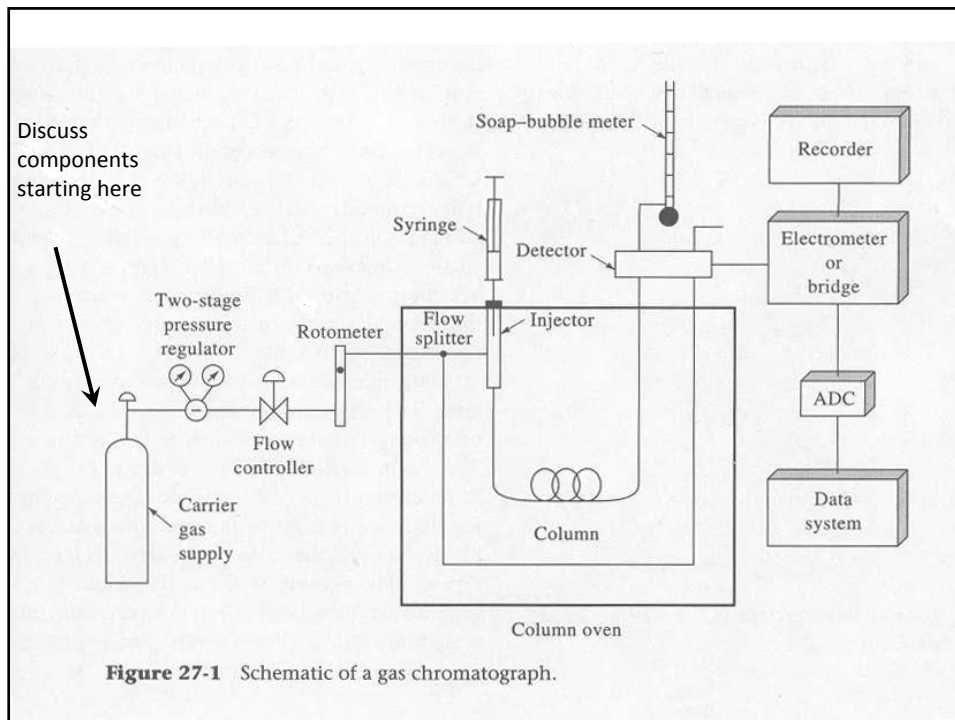 Discuss
components
starting here
Soap–bubble meter
Recorder
Syringe
Detector
Electrometer
or
bridge
Two-stage
pressure
regulator
Rotometer
Flow
splitter
Injector
ADC
Flow
controller
Carrier
gas
supply
Column
Data
system
Column oven
Figure 27-1 Schematic of a gas chromatograph.